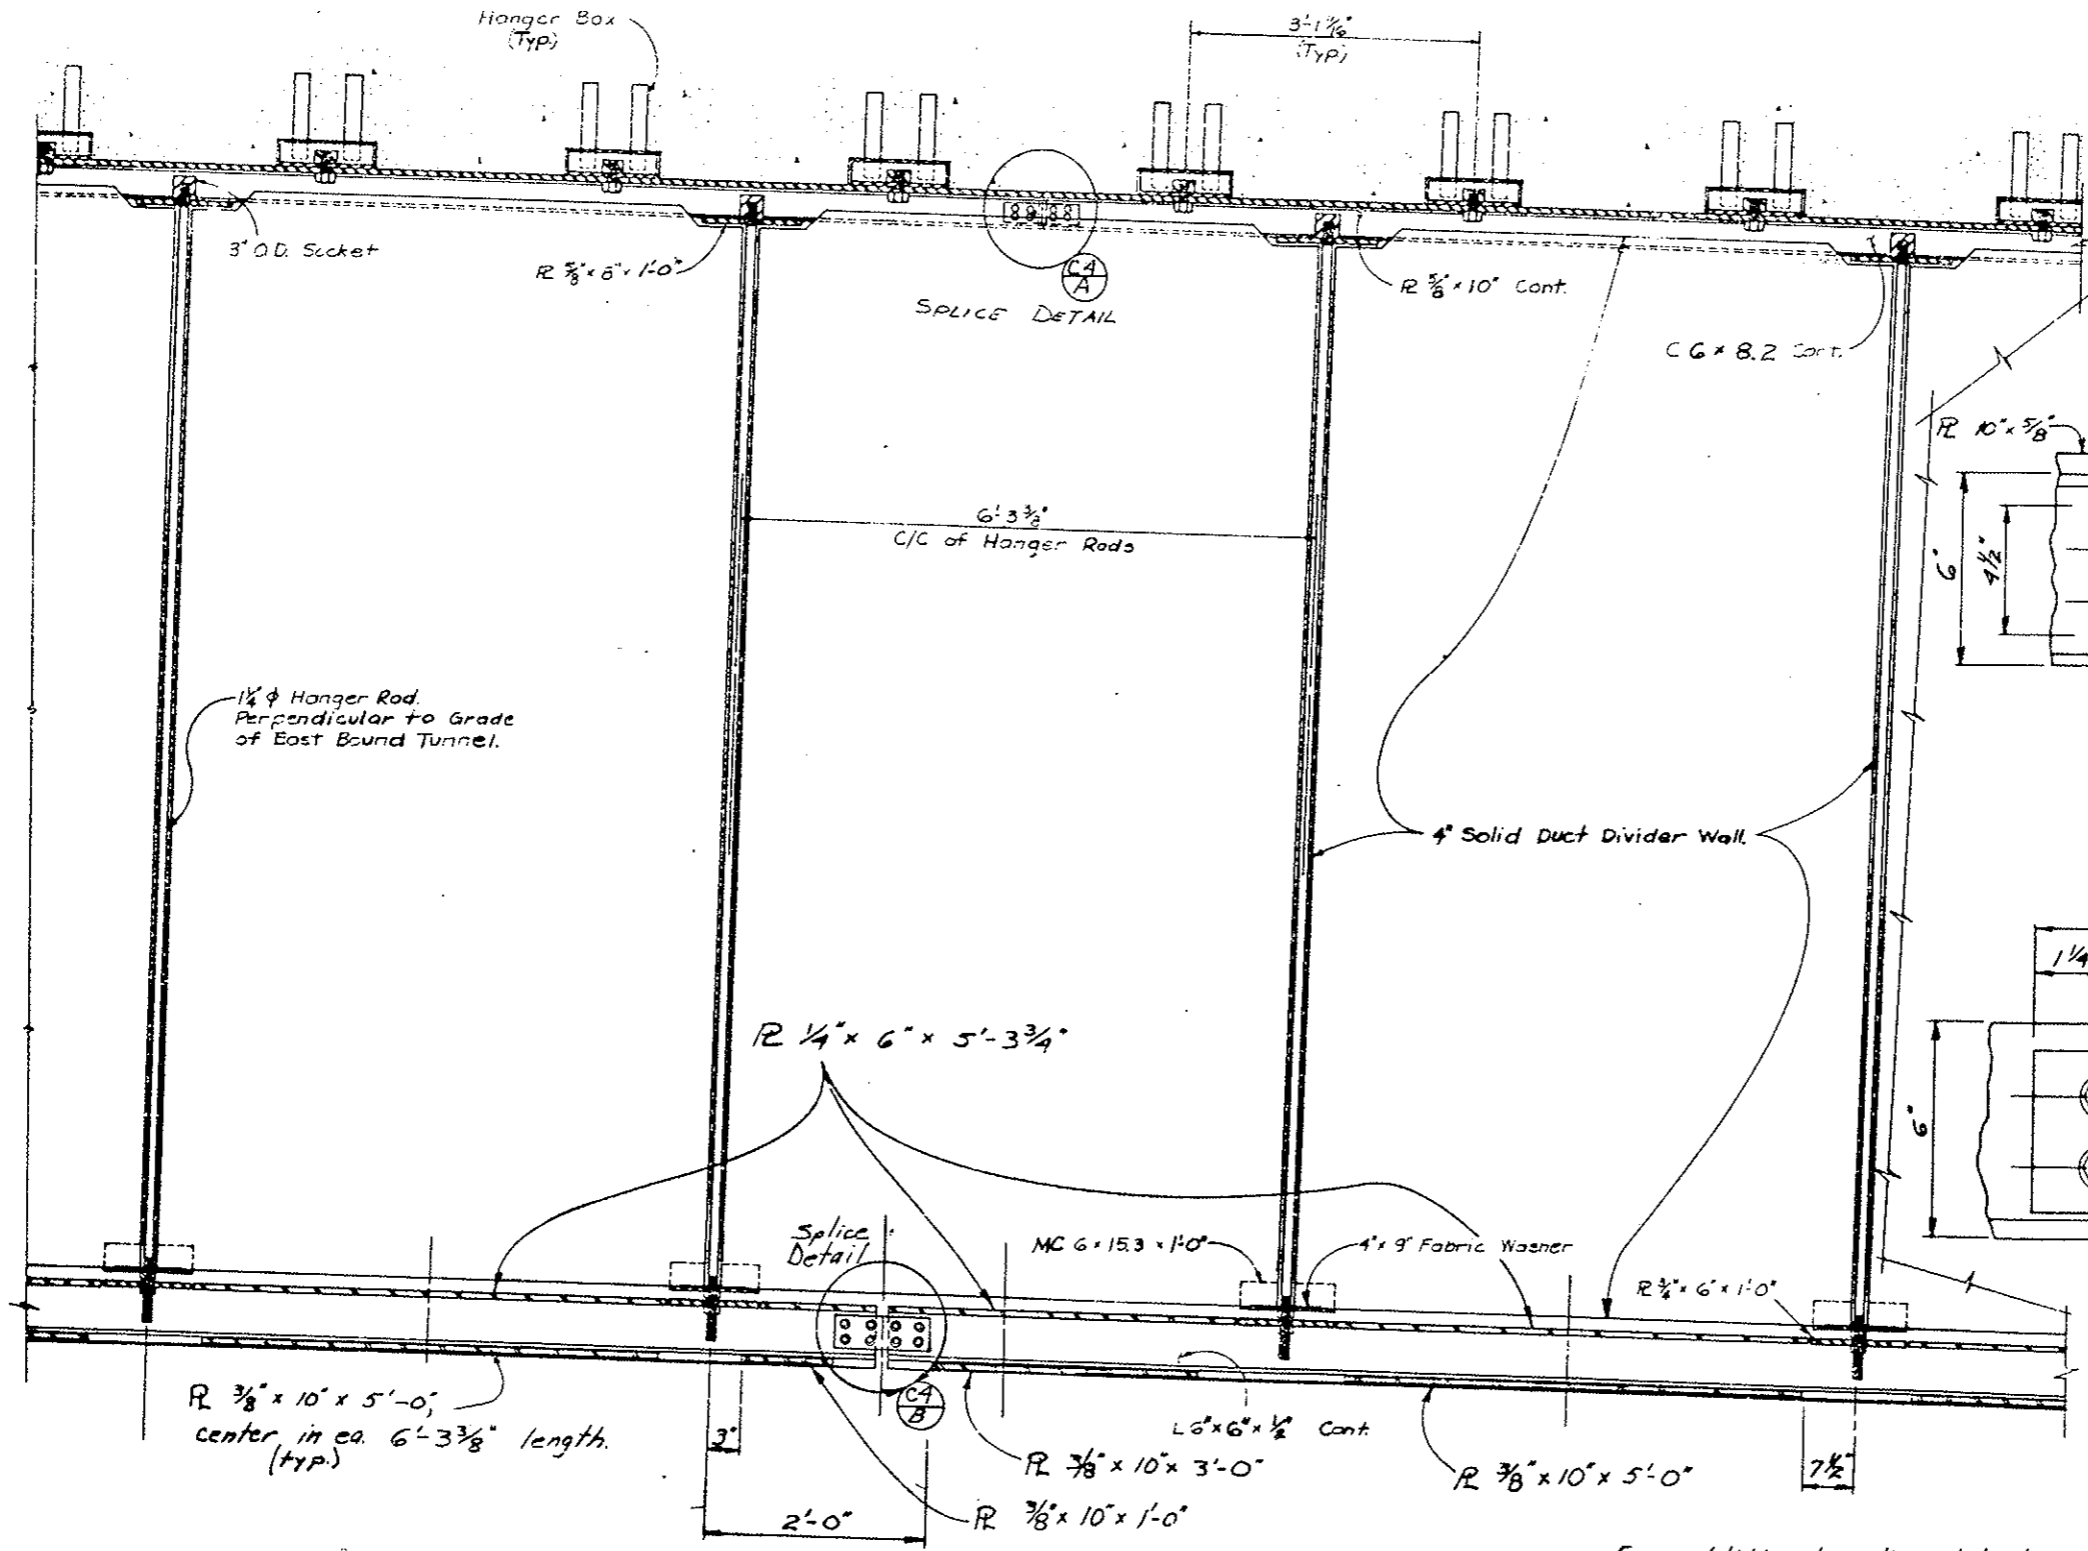 Hanger Box
(Typ.)
3'-1 11/16"
(Typ)
3" O.D. Socket
PL 5/8" x 6" x 1'-0"
C4
A
SPLICE DETAIL
PL 5/8" x 10" Cont.
C 6 x 8.2 Cont.
PL 10" x 5/8"
6"
4 1/2"
6'-3 3/8"
C/C of Hanger Rods
1 1/4 ϕ Hanger Rod.
Perpendicular to Grade
of East Bound Tunnel.
4" Solid Duct Divider Wall.
1 1/4
6"
PL 1/4" x 6" x 5'-3 3/4"
Splice
Detail
MC 6 x 15.3 x 1'-0"
4" x 9" Fabric Washer
PL 3/4" x 6" x 1'-0"
C4
B
PL 3/8" x 10" x 5'-0",
center in ea. 6'-3 3/8" length.
(typ.)
3"
L 6" x 6" x 1/2" Cont.
PL 3/8" x 10" x 3'-0"
PL 3/8" x 10" x 5'-0"
7 1/2"
2'-0"
PL 3/8" x 10" x 1'-0"